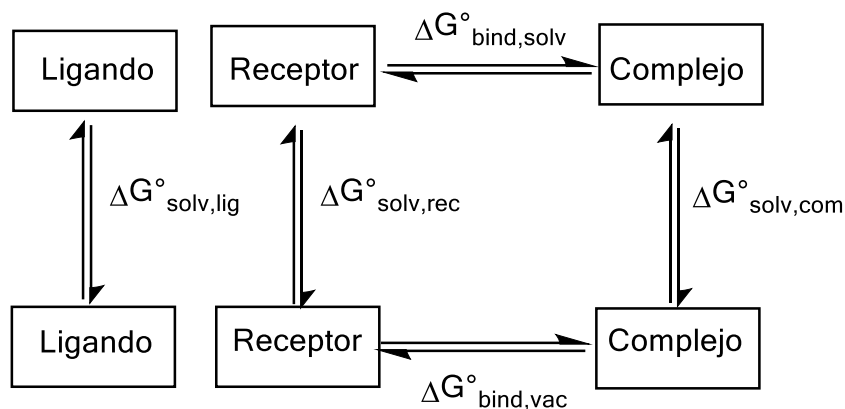 ΔG°bind,solv
Ligando
Receptor
Complejo
ΔG°solv,lig
ΔG°solv,rec
ΔG°solv,com
Ligando
Receptor
Complejo
ΔG°bind,vac